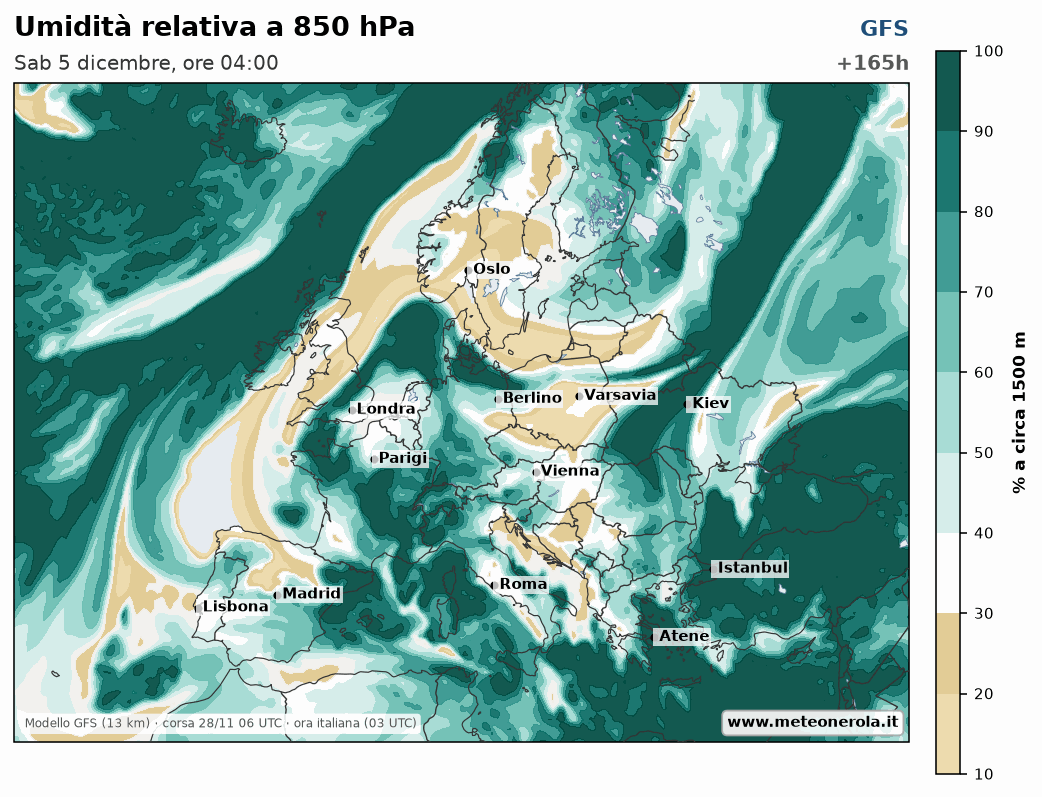 Umidità relativa a 850 hPa
GFS
Sab 5 dicembre, ore 04:00
+165h
100
90
80
70
60
50
40
30
20
10
% a circa 1500 m
Oslo
Berlino
Varsavia
Kiev
Londra
Parigi
Vienna
Istanbul
Roma
Madrid
Lisbona
Atene
Modello GFS (13 km) · corsa 28/11 06 UTC · ora italiana (03 UTC)
www.meteonerola.it